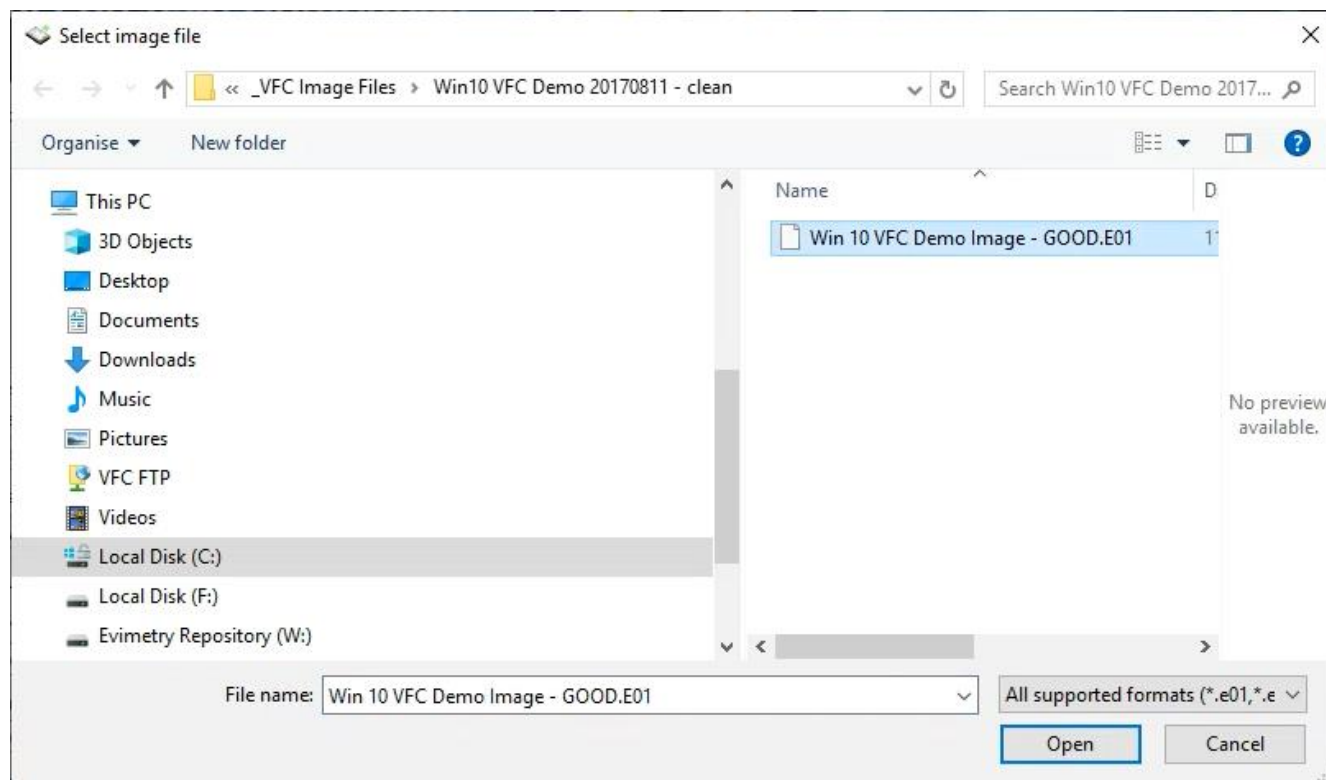 Select image file
« _VFC Image Files › Win10 VFC Demo 20170811 - clean
Search Win10 VFC Demo 2017...
Organise
New folder
This PC
3D Objects
Desktop
Documents
Downloads
Music
Pictures
VFC FTP
Videos
Local Disk (C:)
Local Disk (F:)
Evimetry Repository (W:)
Name
D
Win 10 VFC Demo Image - GOOD.E01
11
No preview
available.
File name: Win 10 VFC Demo Image - GOOD.E01
All supported formats (*.e01,*.e
Open
Cancel